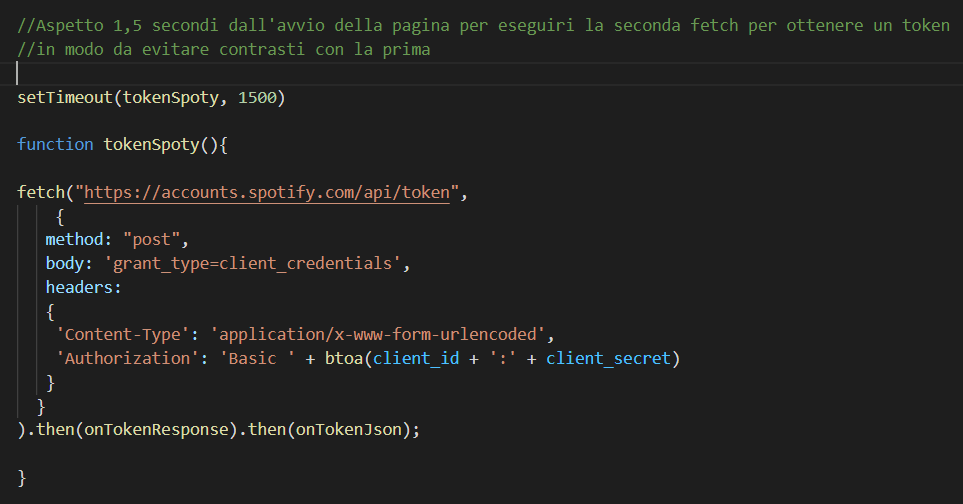 //Aspetto 1,5 secondi dall'avvio della pagina per eseguiri la seconda fetch per ottenere un token
//in modo da evitare contrasti con la prima
setTimeout(tokenSpoty, 1500)
function tokenSpoty(){
fetch("https://accounts.spotify.com/api/token",
{
method: "post",
body: 'grant_type=client_credentials',
headers:
{
'Content-Type': 'application/x-www-form-urlencoded',
'Authorization': 'Basic ' + btoa(client_id + ':' + client_secret)
}
}
).then(onTokenResponse).then(onTokenJson);
}